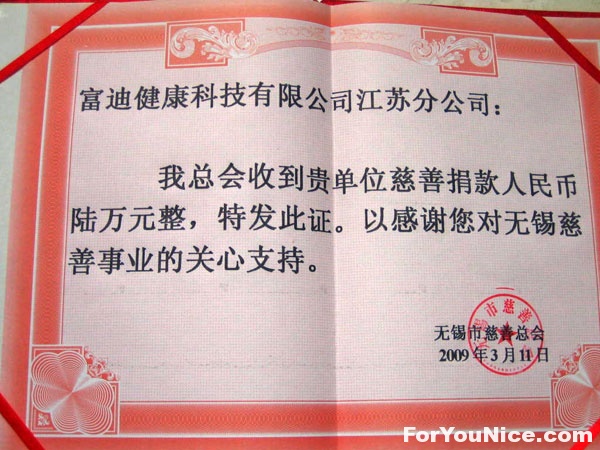 富迪健康科技有限公司江苏分公司：
我总会收到贵单位慈善捐款人民币
陆万元整，特发此证。以感谢您对无锡慈
善事业的关心支持。
无锡市慈善总会
2009年3月11日
ForYouNice.com